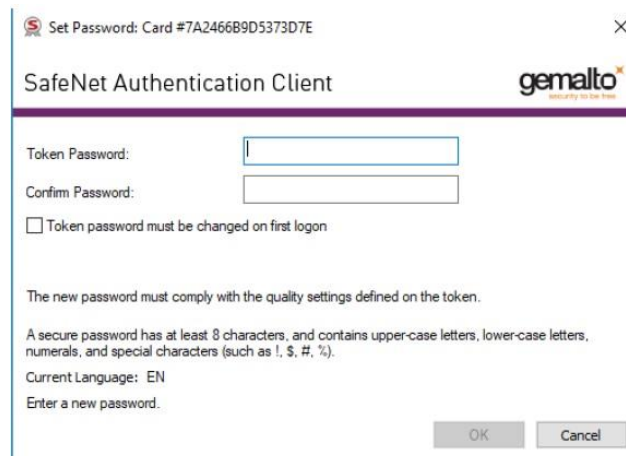 Set Password: Card #7A2466B9D5373D7E
SafeNet Authentication Client
gemalto
security to be free
Token Password:
Confirm Password:
Token password must be changed on first logon
The new password must comply with the quality settings defined on the token.
A secure password has at least 8 characters, and contains upper-case letters, lower-case letters,
numerals, and special characters (such as !, $, #, %).
Current Language: EN
Enter a new password.
OK
Cancel